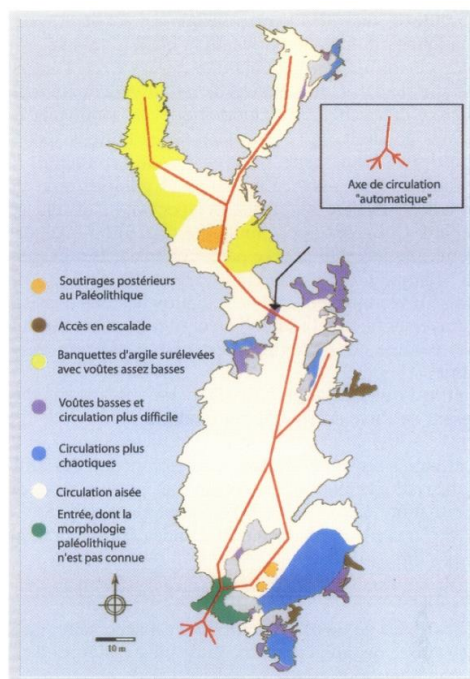 Axe de circulation
"automatique"
Soutirages postérieurs
au Paléolithique
Accès en escalade
Banquettes d'argile surélevées
avec voûtes assez basses
Voûtes basses et
circulation plus difficile
Circulations plus
chaotiques
Circulation aisée
Entrée, dont la
morphologie
paléolithique
n'est pas connue
10 m